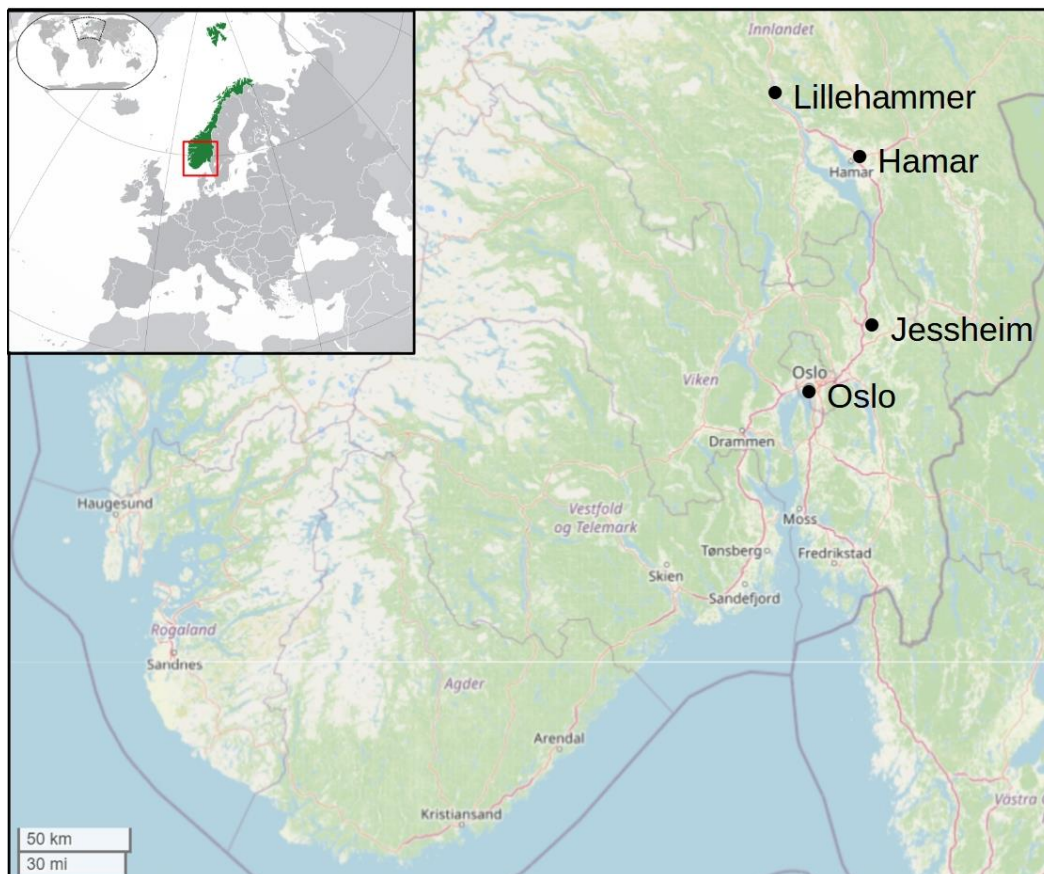 Innlandet
Lillehammer
Hamar
Hamar
Jessheim
Oslo
Oslo
Viken
Drammen
Haugesund
Vestfold
og Telemark
Moss
Tønsberg
Fredrikstad
Skien
Sandefjord
Rogaland
Sandnes
Agder
Arendal
Kristiansand
Västra
50 km
30 mi